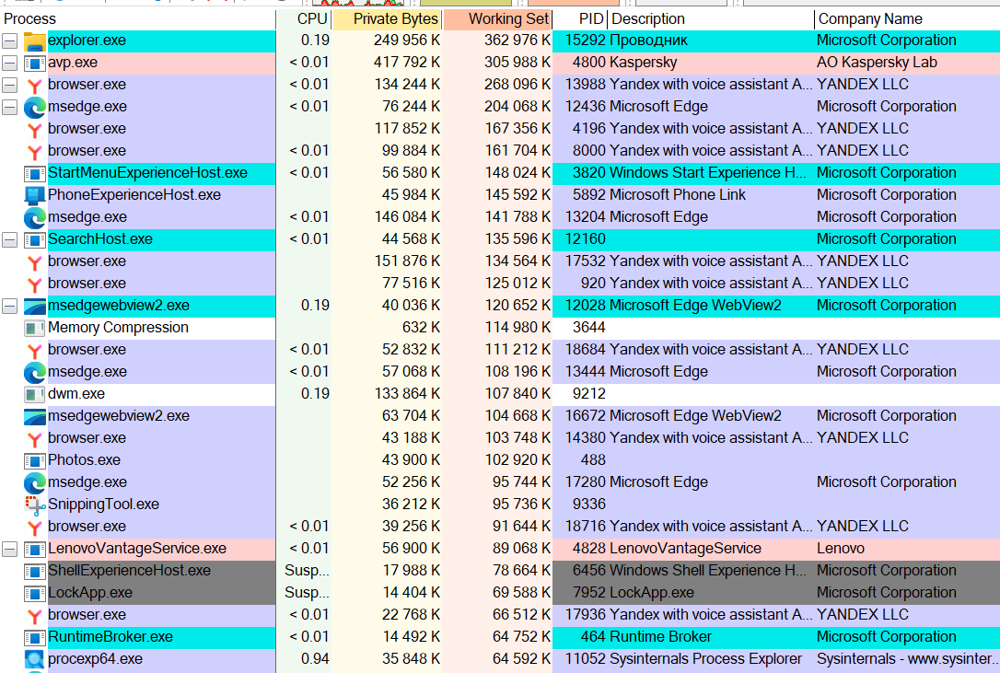 Process CPU Private Bytes Working Set PID Description Company Name
explorer.exe 0.19 249 956 K 362 976 K 15292 Проводник Microsoft Corporation
avp.exe < 0.01 417 792 K 305 988 K 4800 Kaspersky AO Kaspersky Lab
browser.exe < 0.01 134 244 K 268 096 K 13988 Yandex with voice assistant A... YANDEX LLC
msedge.exe < 0.01 76 244 K 204 068 K 12436 Microsoft Edge Microsoft Corporation
browser.exe 117 852 K 167 356 K 4196 Yandex with voice assistant A... YANDEX LLC
browser.exe < 0.01 99 884 K 161 704 K 8000 Yandex with voice assistant A... YANDEX LLC
StartMenuExperienceHost.exe < 0.01 56 580 K 148 024 K 3820 Windows Start Experience H... Microsoft Corporation
PhoneExperienceHost.exe 45 984 K 145 592 K 5892 Microsoft Phone Link Microsoft Corporation
msedge.exe < 0.01 146 084 K 141 788 K 13204 Microsoft Edge Microsoft Corporation
SearchHost.exe < 0.01 44 568 K 135 596 K 12160 Microsoft Corporation
browser.exe 151 876 K 134 564 K 17532 Yandex with voice assistant A... YANDEX LLC
browser.exe 77 516 K 125 012 K 920 Yandex with voice assistant A... YANDEX LLC
msedgewebview2.exe 0.19 40 036 K 120 652 K 12028 Microsoft Edge WebView2 Microsoft Corporation
Memory Compression 632 K 114 980 K 3644
browser.exe < 0.01 52 832 K 111 212 K 18684 Yandex with voice assistant A... YANDEX LLC
msedge.exe < 0.01 57 068 K 108 196 K 13444 Microsoft Edge Microsoft Corporation
dwm.exe 0.19 133 864 K 107 840 K 9212
msedgewebview2.exe 63 704 K 104 668 K 16672 Microsoft Edge WebView2 Microsoft Corporation
browser.exe 43 188 K 103 748 K 14380 Yandex with voice assistant A... YANDEX LLC
Photos.exe 43 900 K 102 920 K 488
msedge.exe 52 256 K 95 744 K 17280 Microsoft Edge Microsoft Corporation
SnippingTool.exe 36 212 K 95 736 K 9336
browser.exe < 0.01 39 256 K 91 644 K 18716 Yandex with voice assistant A... YANDEX LLC
LenovoVantageService.exe < 0.01 56 900 K 89 068 K 4828 LenovoVantageService Lenovo
ShellExperienceHost.exe Susp... 17 988 K 78 664 K 6456 Windows Shell Experience H... Microsoft Corporation
LockApp.exe Susp... 14 404 K 69 588 K 7952 LockApp.exe Microsoft Corporation
browser.exe < 0.01 22 768 K 66 512 K 17936 Yandex with voice assistant A... YANDEX LLC
RuntimeBroker.exe < 0.01 14 492 K 64 752 K 464 Runtime Broker Microsoft Corporation
procexp64.exe 0.94 35 848 K 64 592 K 11052 Sysinternals Process Explorer Sysinternals - www.sysinter...